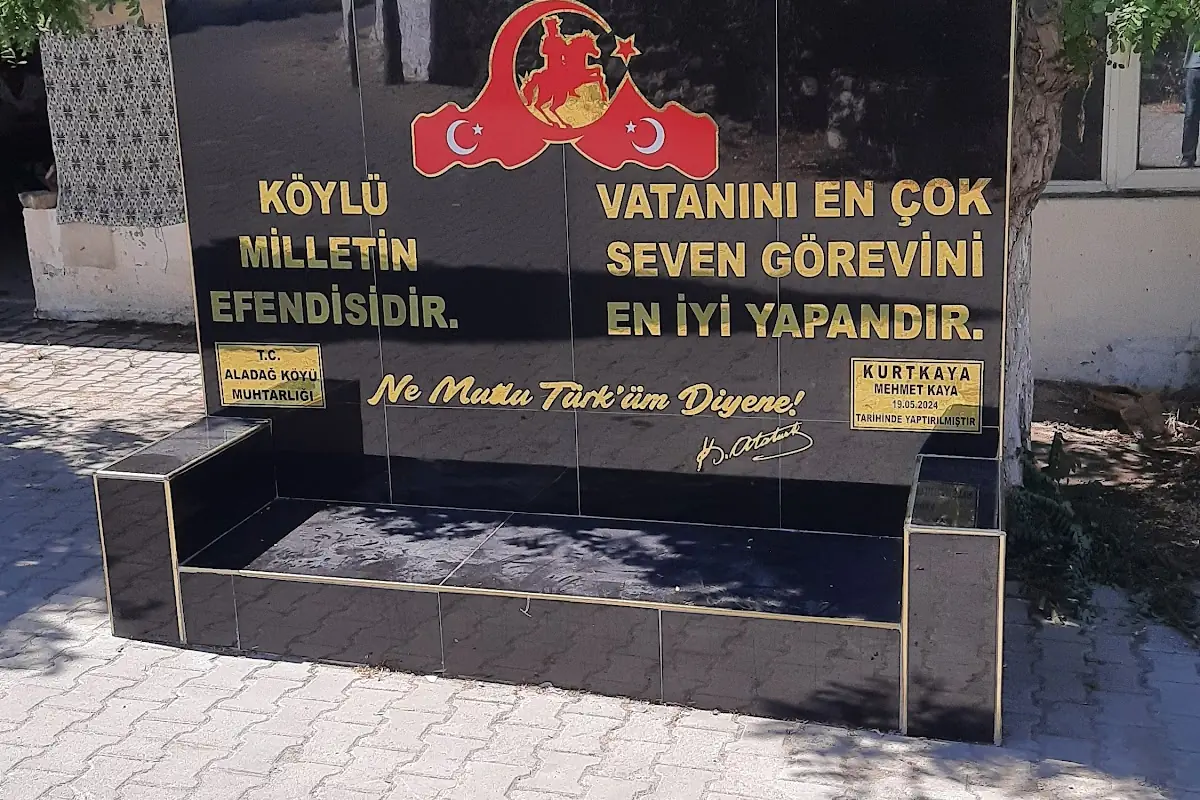 KÖYLÜ
MİLLETİN
EFENDİSİDİR.
VATANINI EN ÇOK
SEVEN GÖREVİNİ
EN İYİ YAPANDIR.
T.C.
ALADAĞ KÖYÜ
MUHTARLIĞI
Ne Mutlu Türk'üm Diyene!
K. Atatürk
KURTKAYA
MEHMET KAYA
19.05.2024
TARİHİNDE YAPTIRILMIŞTIR